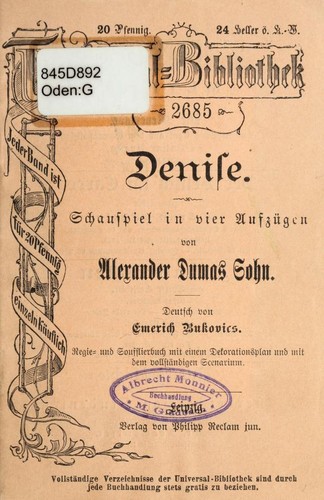 20 Pfennig. 24 Heller ö. K.-W.
845D892
Oden:G
al-Bibliothek
2685
Jeder Band ist
für 20 Pfennig
einzeln käuflich
Deniſe.
Schauſpiel in vier Aufzügen
von
Alexander Dumas Sohn.
Deutſch von
Emerich Bukovics.
Regie- und Soufflierbuch mit einem Dekorationsplan und mit
dem vollſtändigen Scenarium.
Albrecht Monnier
Buchhandlung
Leipzig.
Verlag von Philipp Reclam jun.
Vollſtändige Verzeichniſſe der Univerſal-Bibliothek ſind durch
jede Buchhandlung ſtets gratis zu beziehen.